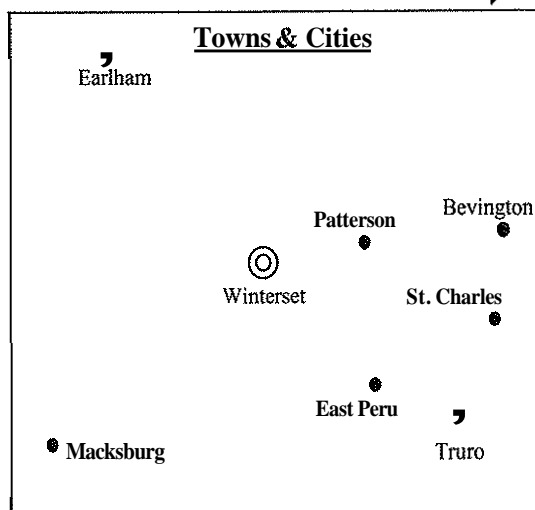 Towns & Cities
Earlham
Bevington
Patterson
Winterset
St. Charles
East Peru
Macksburg
Truro